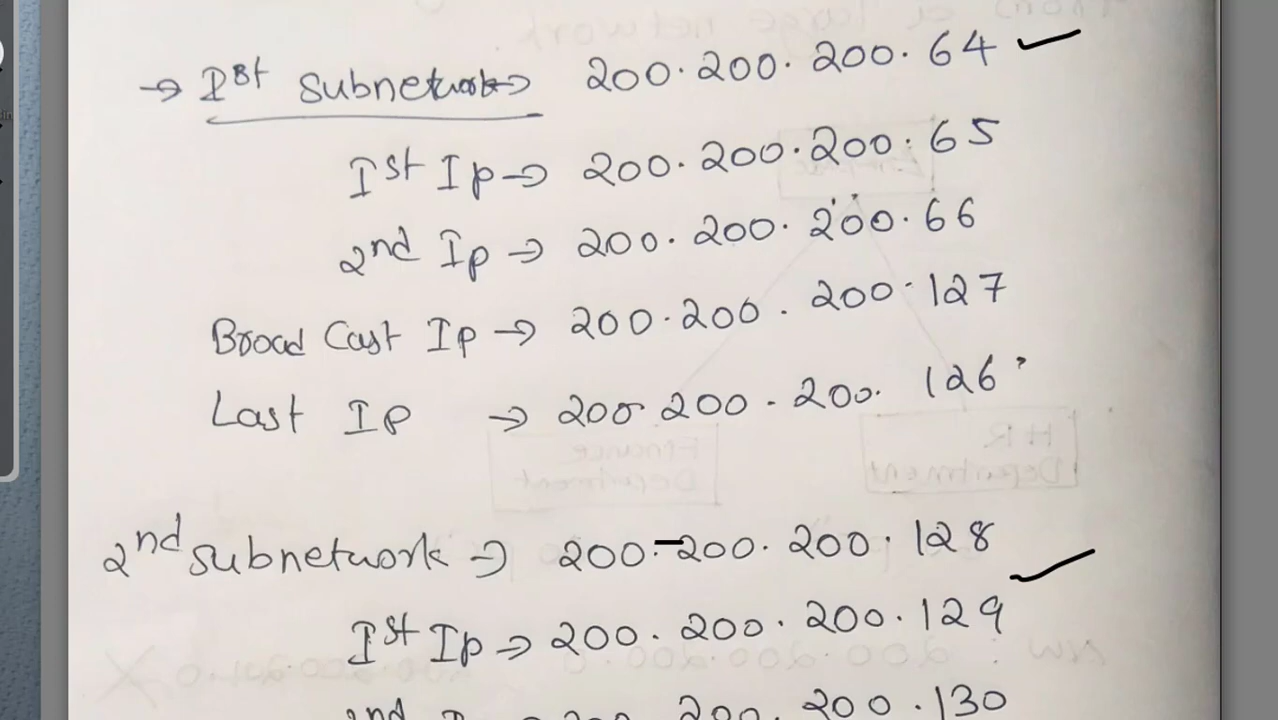 → Ist Subnetwork→ 200.200.200.64
Ist Ip → 200.200.200.65
2nd Ip → 200.200.200.66
Broad Cast Ip → 200.200.200.127
Last IP → 200 200.200. 126
2nd subnetwork → 200.200.200.128
Ist Ip → 200.200.200.129
2nd 200.200.130